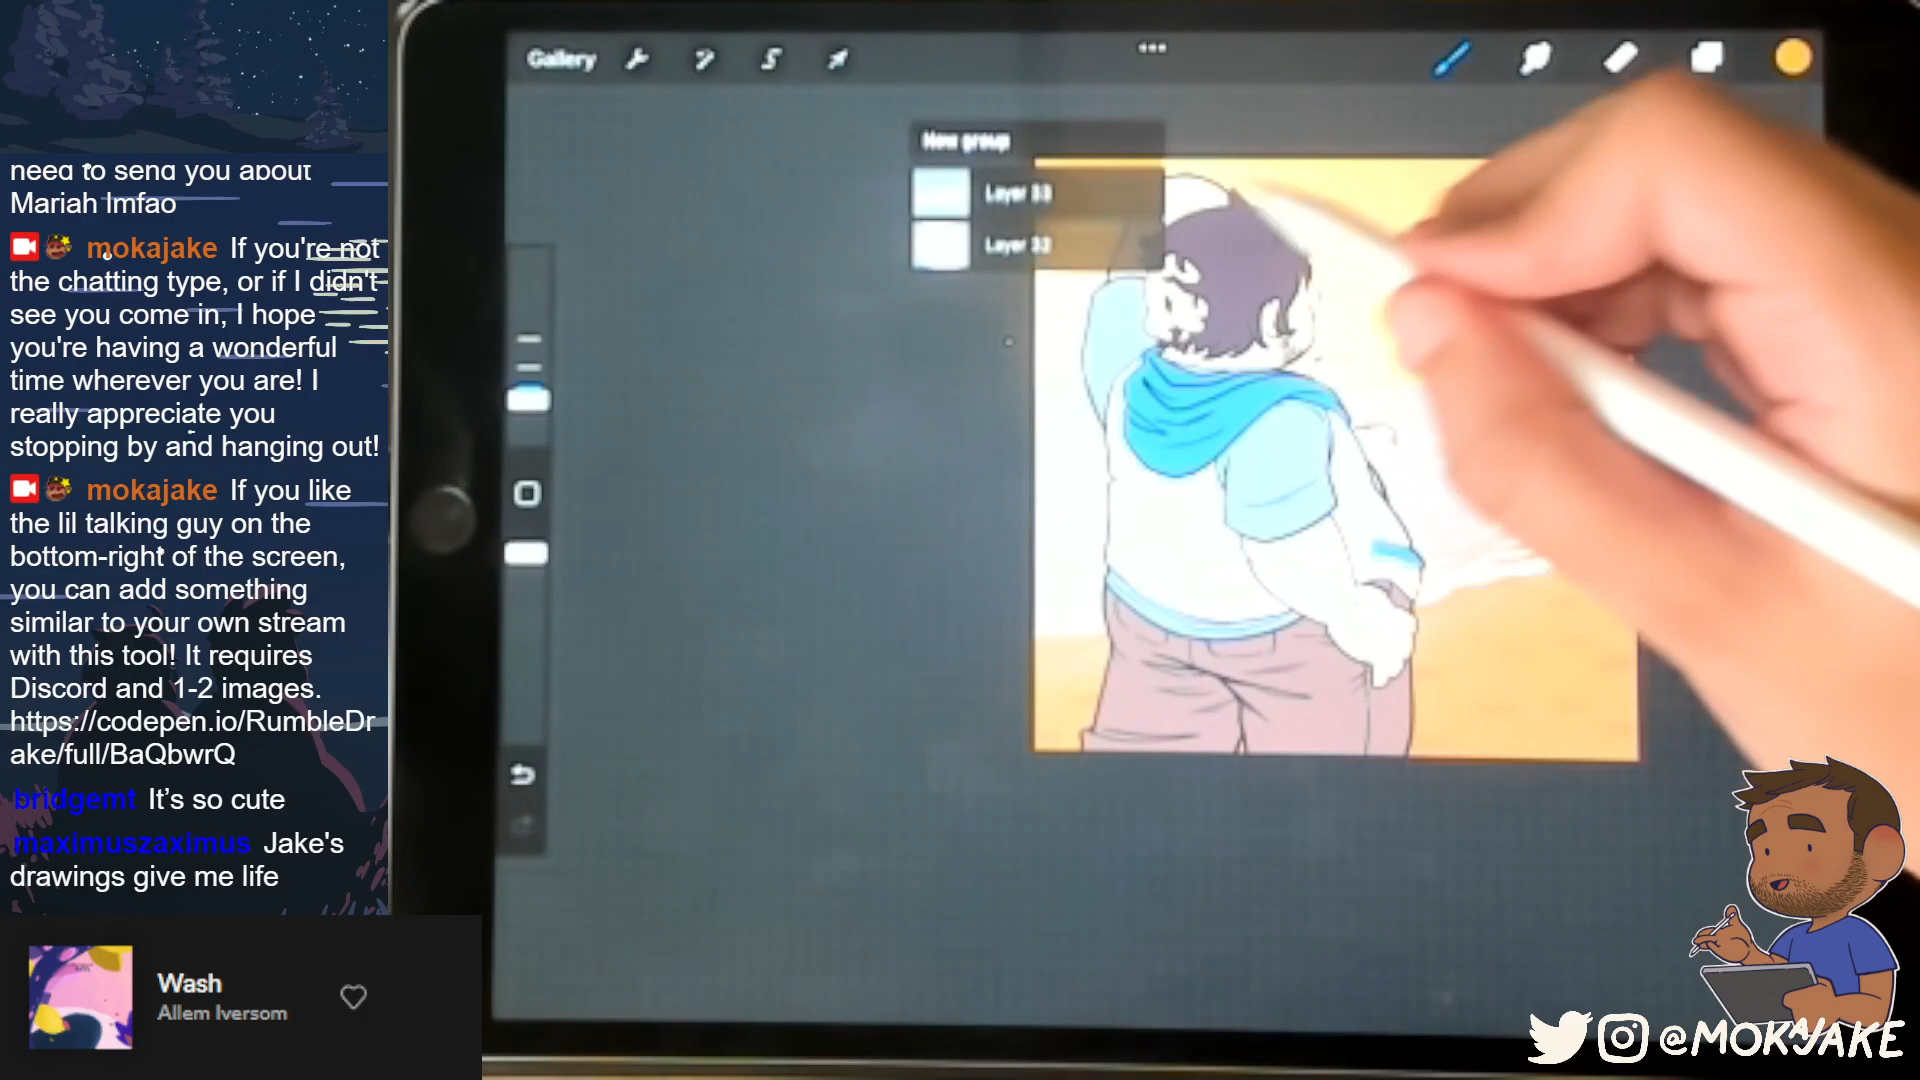 need to send you about
Mariah lmfao
mokajake If you're not
the chatting type, or if I didn't
see you come in, I hope
you're having a wonderful
time wherever you are! I
really appreciate you
stopping by and hanging out!
mokajake If you like
the lil talking guy on the
bottom-right of the screen,
you can add something
similar to your own stream
with this tool! It requires
Discord and 1-2 images.
https://codepen.io/RumbleDr
ake/full/BaQbwrQ
bridgemt It’s so cute
maximuszaximus Jake's
drawings give me life
Wash
Allem Iversom
Gallery
New group
Layer 33
Layer 32
@MOKAJAKE